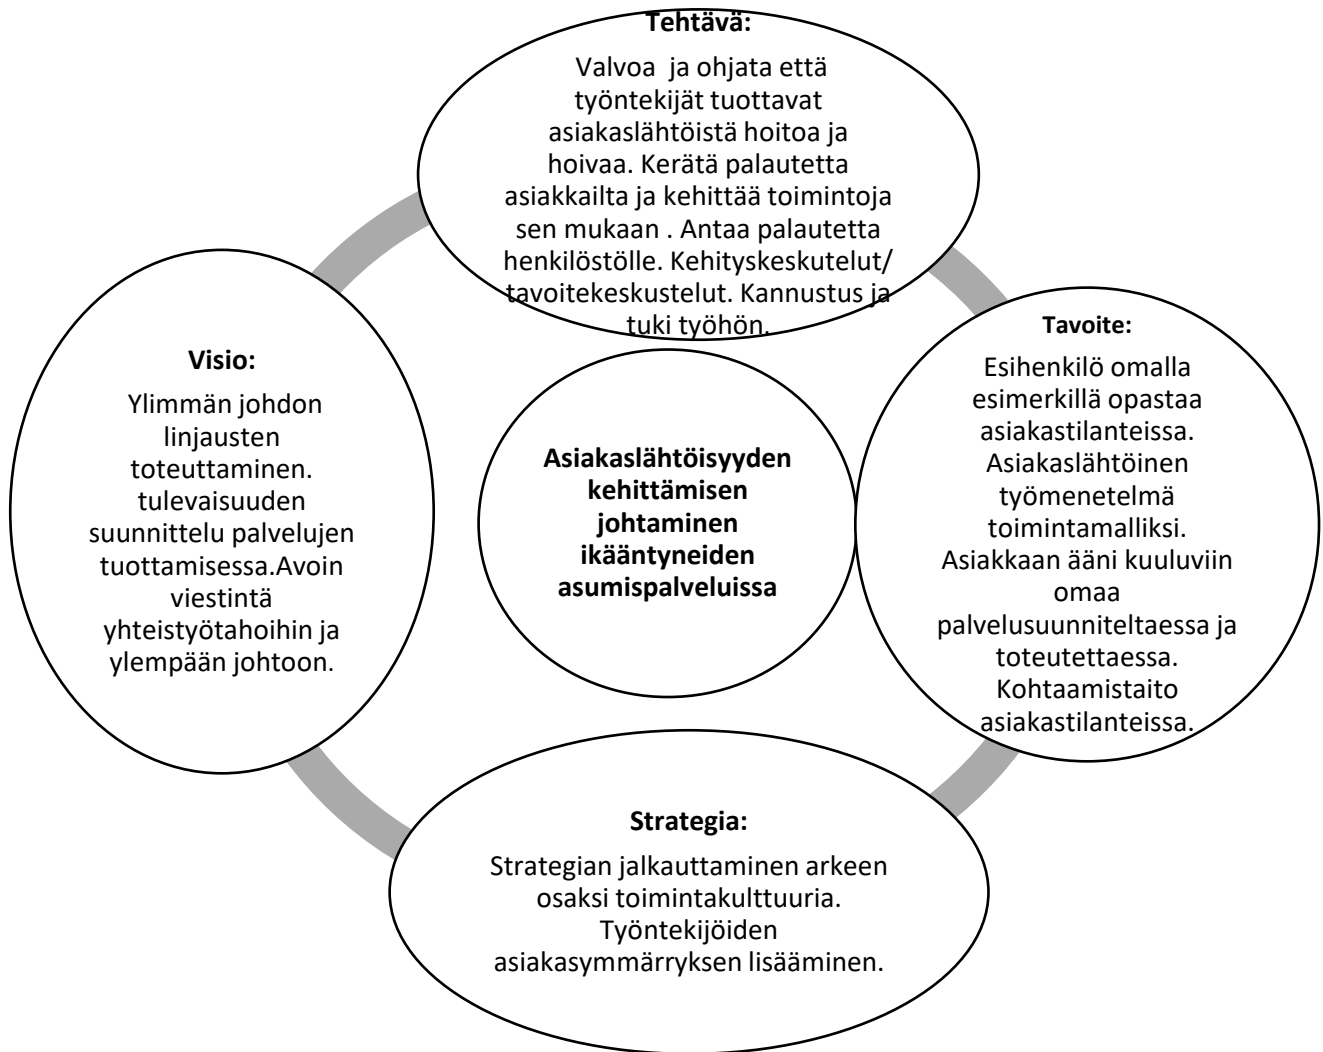 Tehtävä:
Valvoa ja ohjata että
työntekijät tuottavat
asiakaslähtöistä hoitoa ja
hoivaa. Kerätä palautetta
asiakkailta ja kehittää toimintoja
sen mukaan . Antaa palautetta
henkilöstölle. Kehityskeskutelut/
tavoitekeskustelut. Kannustus ja
tuki työhön.
Tavoite:
Esihenkilö omalla
esimerkillä opastaa
asiakastilanteissa.
Asiakaslähtöinen
työmenetelmä
toimintamalliksi.
Asiakkaan ääni kuuluviin
omaa
palvelusuunniteltaessa ja
toteutettaessa.
Kohtaamistaito
asiakastilanteissa.
Strategia:
Strategian jalkauttaminen arkeen
osaksi toimintakulttuuria.
Työntekijöiden
asiakasymmärryksen lisääminen.
Visio:
Ylimmän johdon
linjausten
toteuttaminen.
tulevaisuuden
suunnittelu palvelujen
tuottamisessa.Avoin
viestintä
yhteistyötahoihin ja
ylempään johtoon.
Asiakaslähtöisyyden
kehittämisen
johtaminen
ikääntyneiden
asumispalveluissa